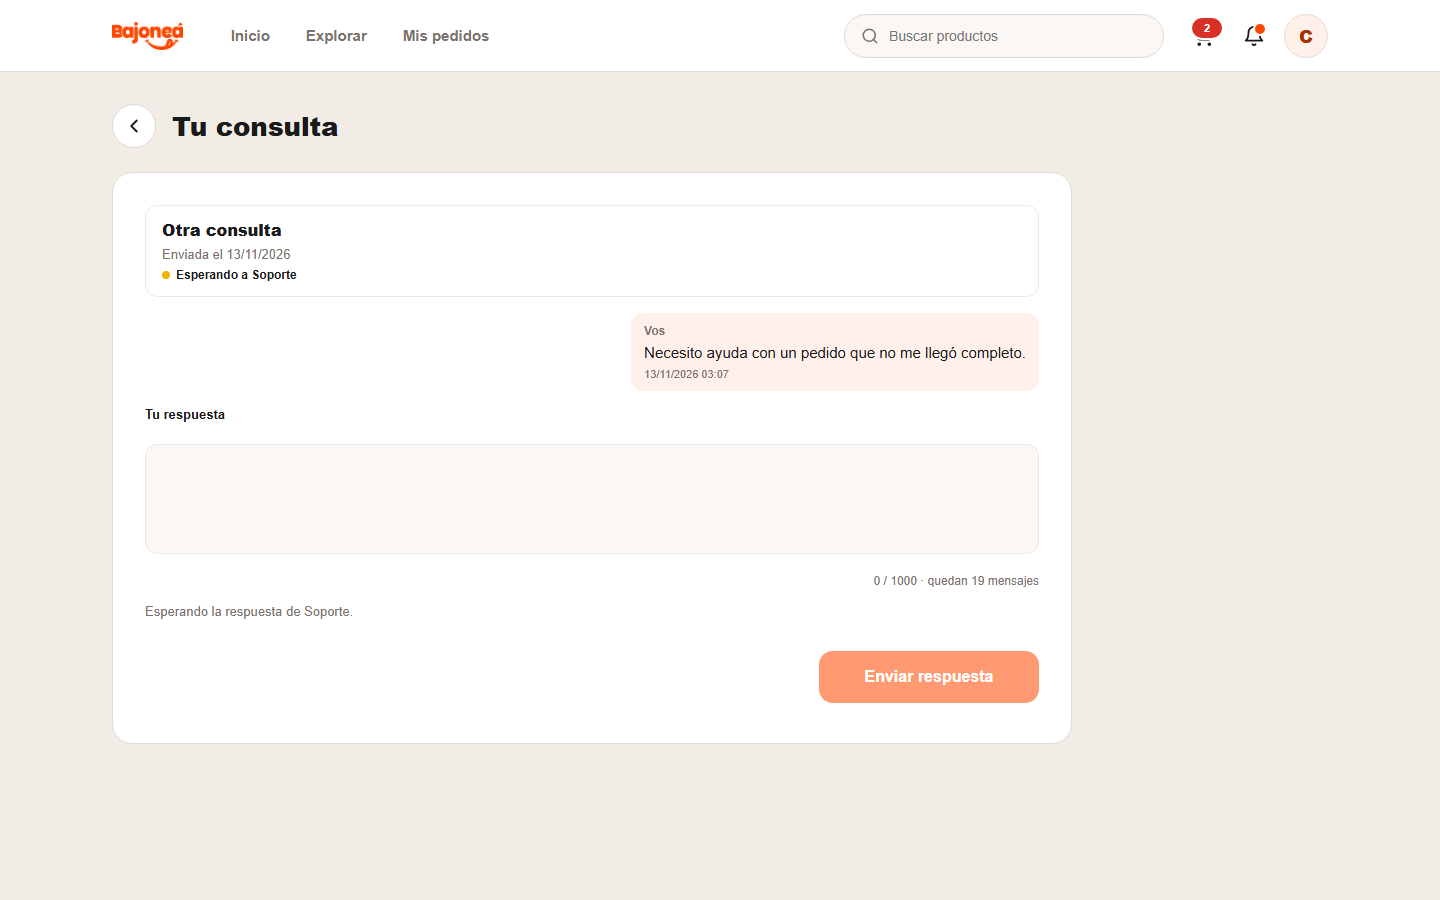 Bajoneá
Inicio
Explorar
Mis pedidos
Buscar productos
2
C
Tu consulta
Otra consulta
Enviada el 13/11/2026
Esperando a Soporte
Vos
Necesito ayuda con un pedido que no me llegó completo.
13/11/2026 03:07
Tu respuesta
0 / 1000 · quedan 19 mensajes
Esperando la respuesta de Soporte.
Enviar respuesta